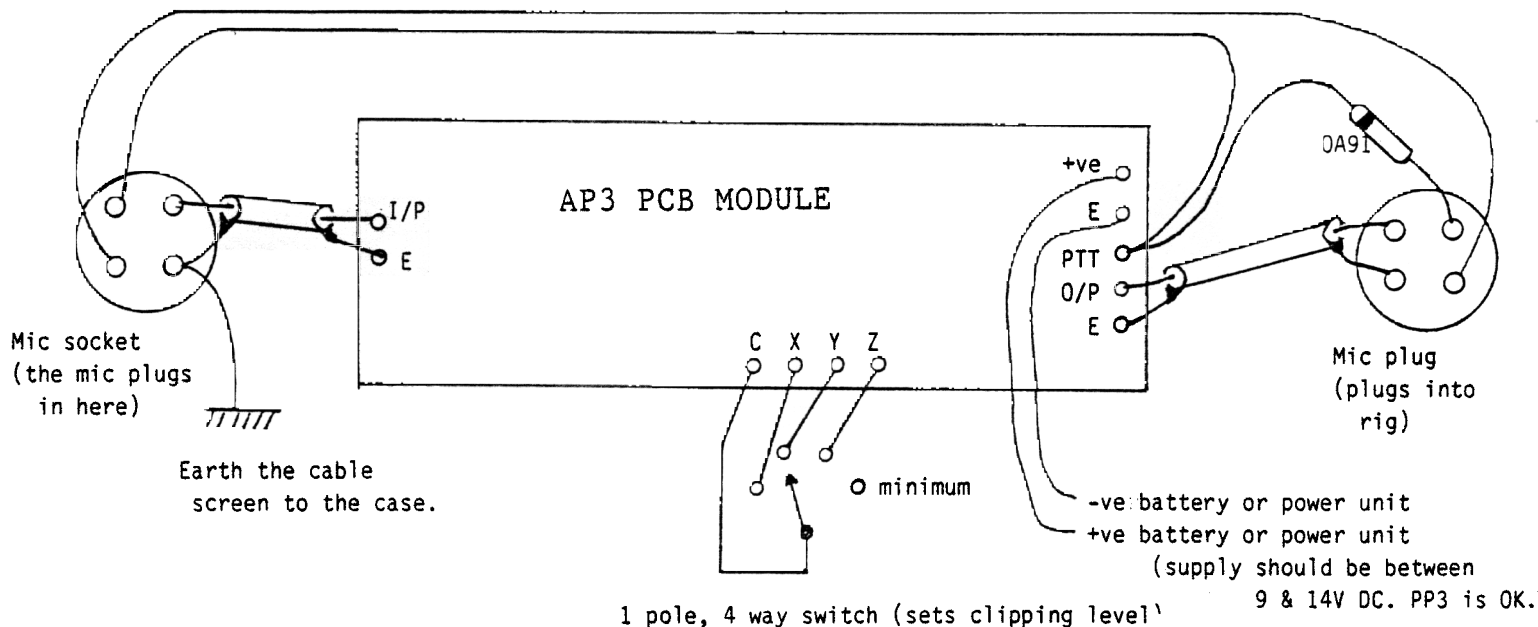 OA91
+ve
AP3 PCB MODULE
E
I/P
PTT
E
O/P
E
C X Y Z
Mic socket
(the mic plugs
in here)
Mic plug
(plugs into
rig)
Earth the cable
screen to the case.
minimum
-ve battery or power unit
+ve battery or power unit
(supply should be between
9 & 14V DC. PP3 is OK.
1 pole, 4 way switch (sets clipping level)